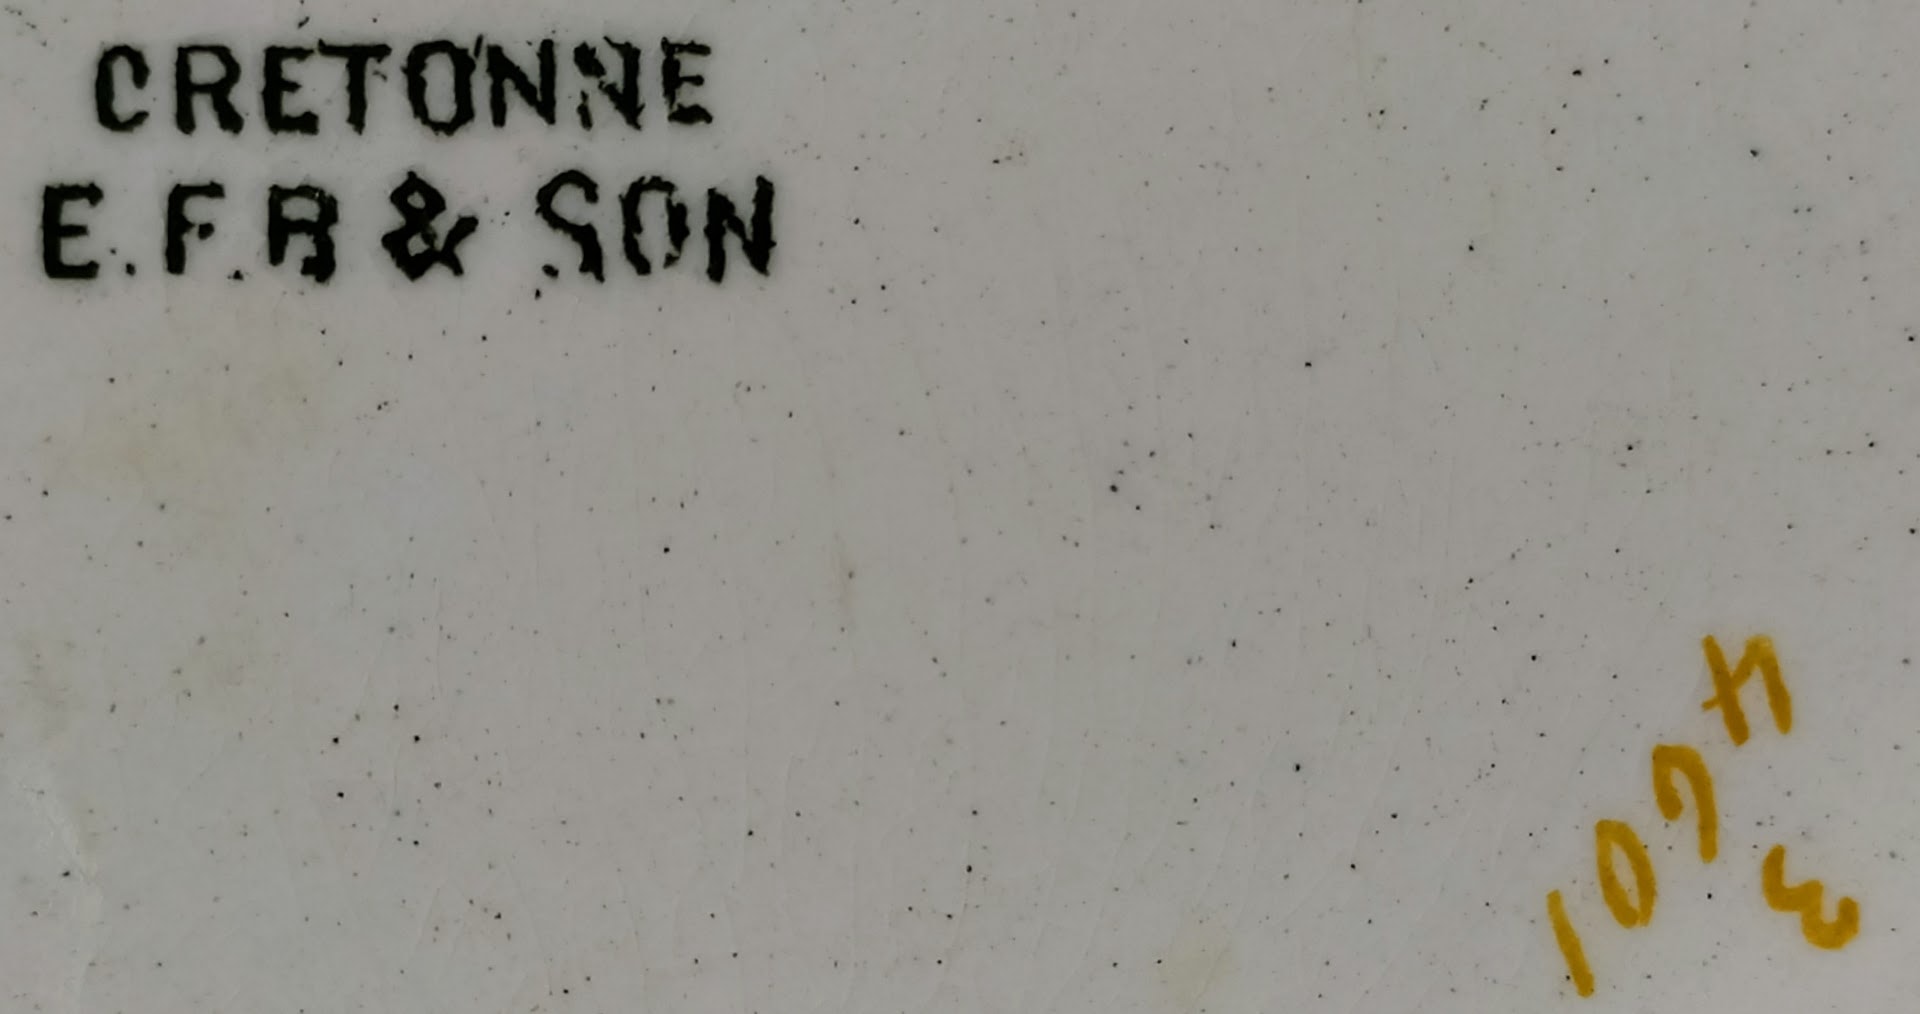 CRETONNE
E.F.B & SON
1094
3